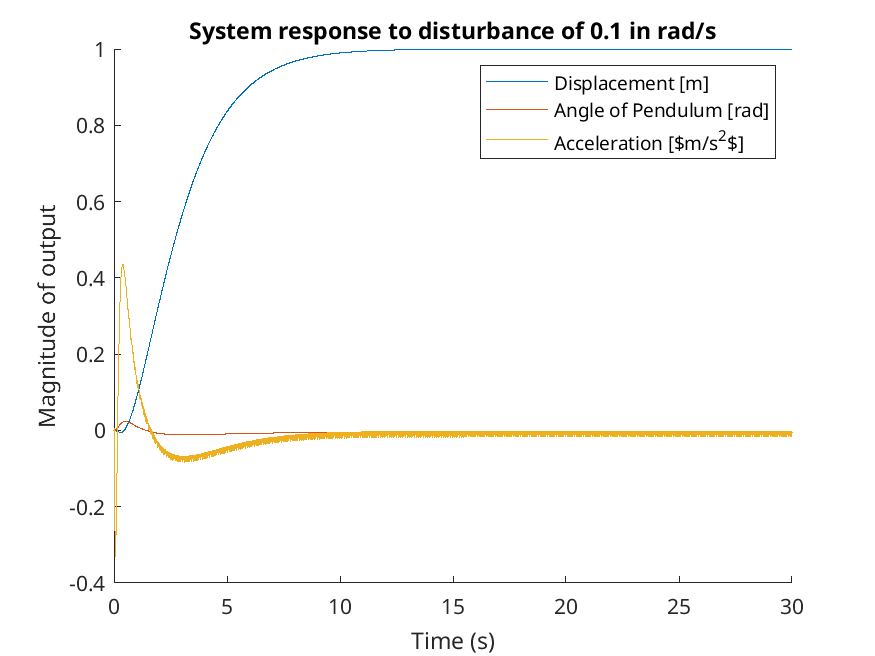 System response to disturbance of 0.1 in rad/s
1
0.8
0.6
0.4
0.2
0
-0.2
-0.4
Magnitude of output
Displacement [m]
Angle of Pendulum [rad]
Acceleration [$m/s²$]
0 5 10 15 20 25 30
Time (s)